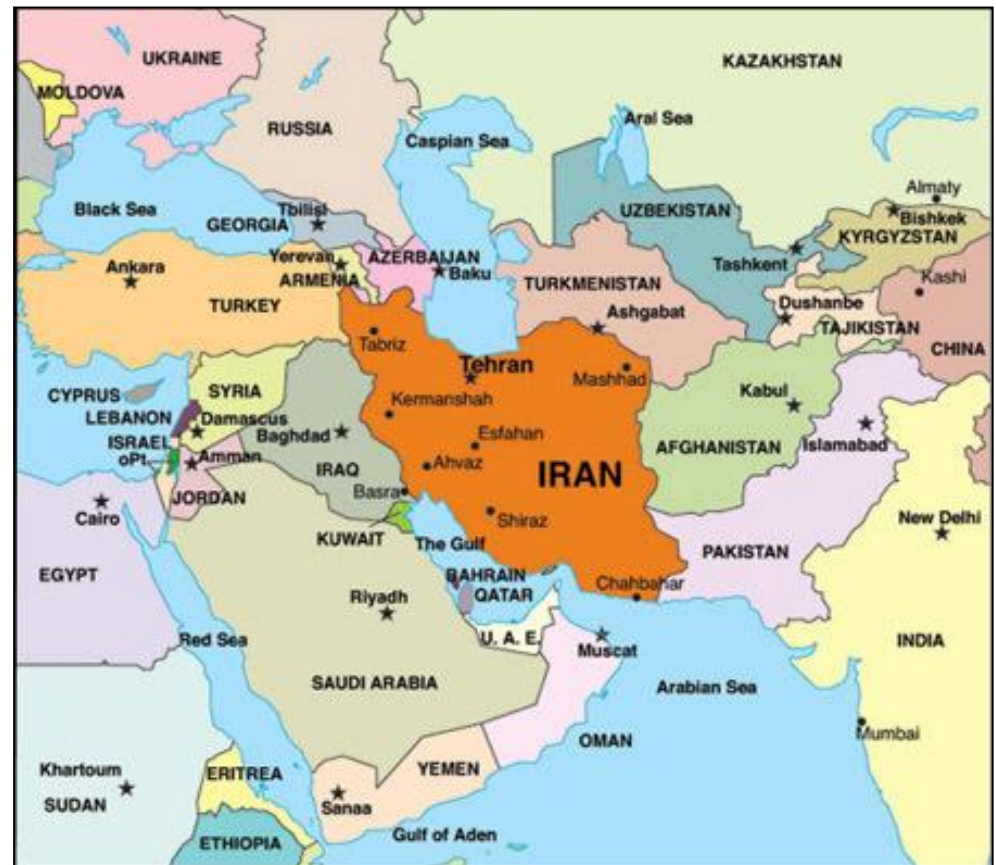 UKRAINE
KAZAKHSTAN
MOLDOVA
RUSSIA
Aral Sea
Caspian Sea
Almaty
Black Sea
Tbilisi
GEORGIA
UZBEKISTAN
Bishkek
KYRGYZSTAN
Ankara
Yerevan
AZERBAIJAN
ARMENIA
Baku
TURKMENISTAN
Tashkent
Kashi
TURKEY
Ashgabat
Dushanbe
TAJIKISTAN
Tabriz
CHINA
Tehran
Mashhad
CYPRUS
SYRIA
Kabul
Kermanshah
LEBANON
Damascus
Baghdad
Esfahan
AFGHANISTAN
Islamabad
ISRAEL
oPt.
Amman
IRAQ
Ahvaz
IRAN
JORDAN
Basra
Cairo
Shiraz
New Delhi
KUWAIT
The Gulf
PAKISTAN
EGYPT
BAHRAIN
Chahbahar
QATAR
Riyadh
Red Sea
U. A. E.
Muscat
INDIA
SAUDI ARABIA
Arabian Sea
Mumbai
OMAN
Khartoum
ERITREA
YEMEN
SUDAN
Sanaa
Gulf of Aden
ETHIOPIA